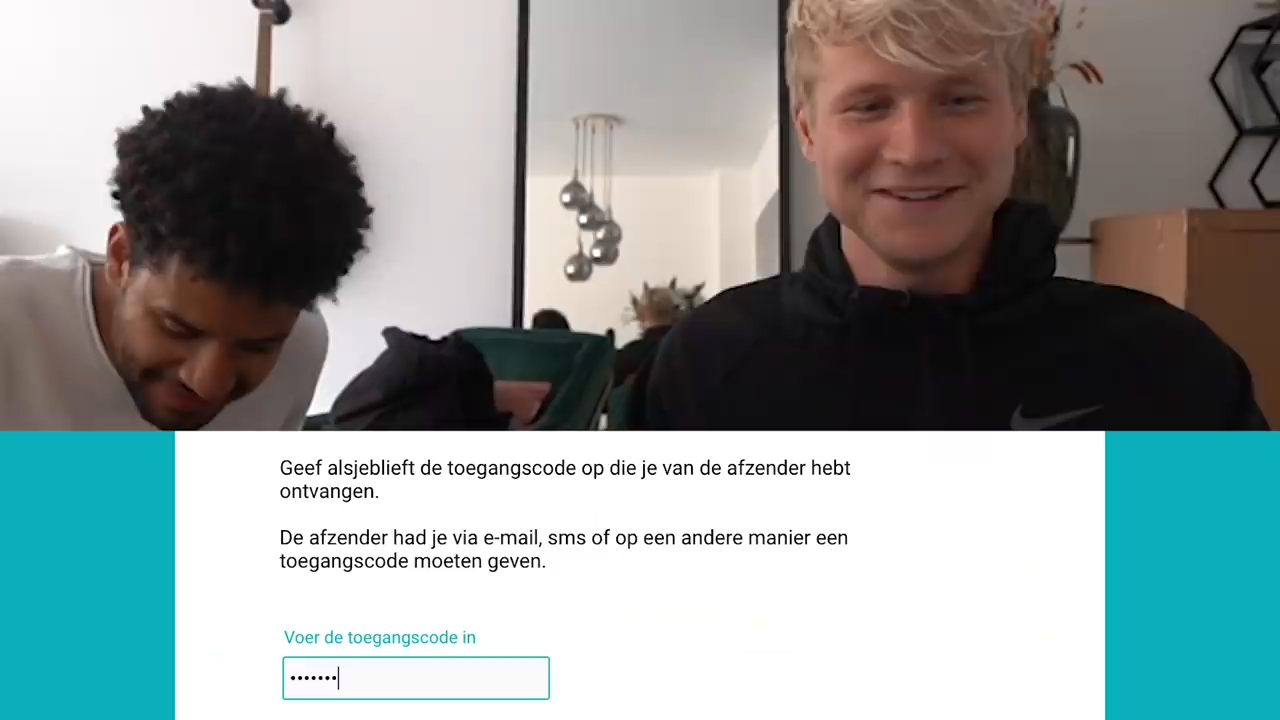 Geef alsjeblieft de toegangscode op die je van de afzender hebt
ontvangen.
De afzender had je via e-mail, sms of op een andere manier een
toegangscode moeten geven.
Voer de toegangscode in
•••••••